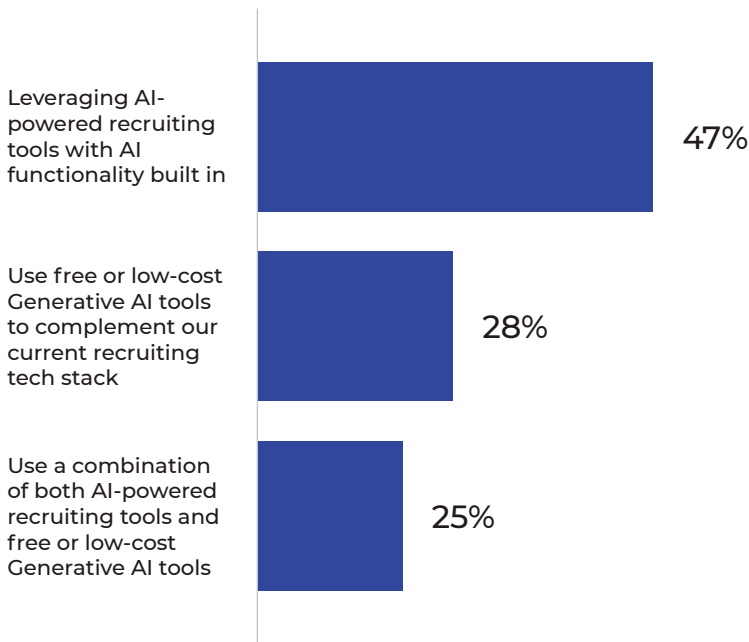 Leveraging AI-
powered recruiting
tools with AI
functionality built in
47%
Use free or low-cost
Generative AI tools
to complement our
current recruiting
tech stack
28%
Use a combination
of both AI-powered
recruiting tools and
free or low-cost
Generative AI tools
25%